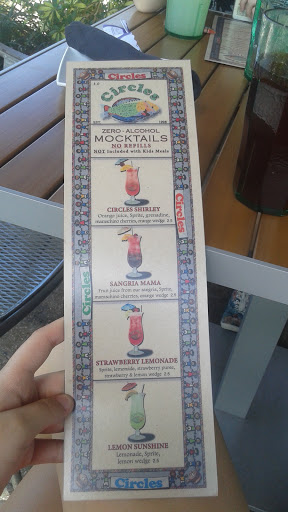 Circles
Circles
ZERO-ALCOHOL
MOCKTAILS
NO REFILLS
NOT Included with Kids Meals
CIRCLES SHIRLEY
Orange juice, Sprite, grenadine,
maraschino cherries, orange wedge
SANGRIA MAMA
Fruit juice from our sangria, Sprite,
maraschino cherries, orange wedge
STRAWBERRY LEMONADE
Sprite, lemonade, strawberry puree,
strawberry & lemon wedge
LEMON SUNSHINE
Lemonade, Sprite,
lemon wedge
Circles
Circles
Circles